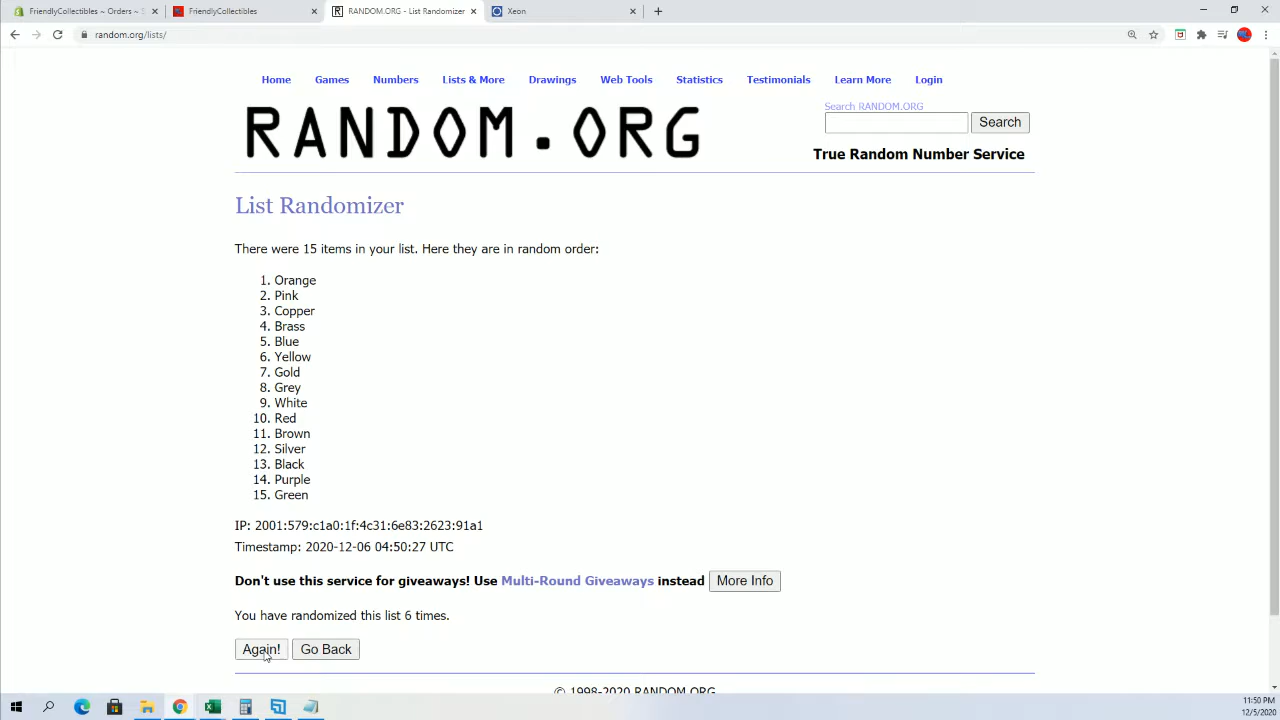 FriendlyCollectibles ~ Orders ~ S
FriendlyCollectibles
RANDOM.ORG - List Randomizer
Xeon
random.org/lists/
Home Games Numbers Lists & More Drawings Web Tools Statistics Testimonials Learn More Login
RANDOM.ORG
Search RANDOM.ORG
Search
True Random Number Service
List Randomizer
There were 15 items in your list. Here they are in random order:
1. Orange
2. Pink
3. Copper
4. Brass
5. Blue
6. Yellow
7. Gold
8. Grey
9. White
10. Red
11. Brown
12. Silver
13. Black
14. Purple
15. Green
IP: 2001:579:c1a0:1f:4c31:6e83:2623:91a1
Timestamp: 2020-12-06 04:50:27 UTC
Don't use this service for giveaways! Use Multi-Round Giveaways instead More Info
You have randomized this list 6 times.
Again! Go Back
© 1998-2020 RANDOM.ORG
11:50 PM
12/5/2020